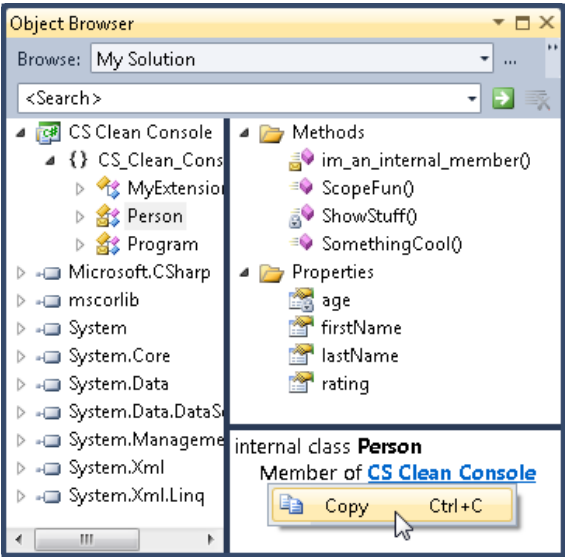 Object Browser
Browse: My Solution ...
<Search>
CS Clean Console
{} CS_Clean_Cons
MyExtension
Person
Program
Microsoft.CSharp
mscorlib
System
System.Core
System.Data
System.Data.DataS
System.Manageme
System.Xml
System.Xml.Linq
Methods
im_an_internal_member()
ScopeFun()
ShowStuff()
SomethingCool()
Properties
age
firstName
lastName
rating
internal class Person
Member of CS Clean Console
Copy Ctrl+C